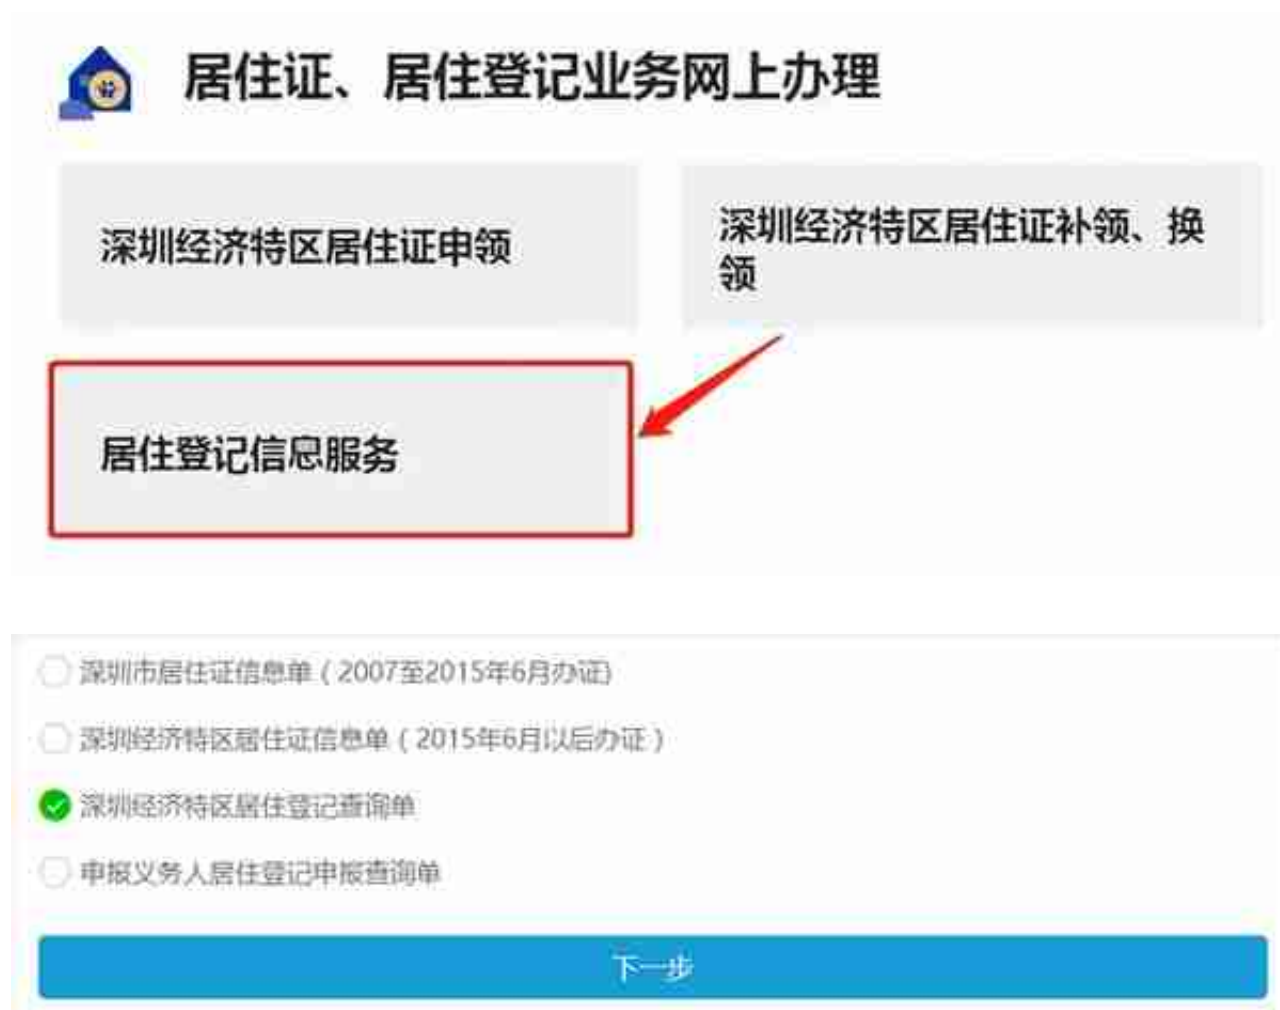 居住证、居住登记业务网上办理
深圳经济特区居住证申领
深圳经济特区居住证补领、换
领
居住登记信息服务
深圳市居住证信息单（2007至2015年6月办证)
深圳经济特区居住证信息单（2015年6月以后办证）
深圳经济特区居住登记查询单
申报义务人居住登记申报查询单
下一步